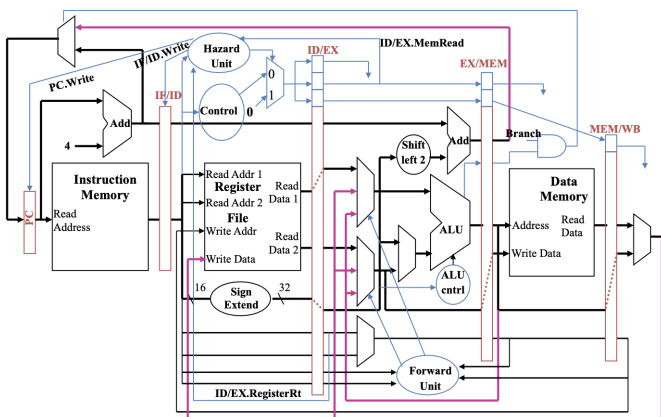 ID/EX.MemRead
ID/EX
Hazard
Unit
IF/ID.Write
PC.Write
EX/MEM
0
1
IF/ID
Control
0
Add
Branch
MEM/WB
Shift
left 2
Add
4
Instruction
Memory
Read
Address
PC
Read Addr 1
Register
Read Addr 2
File
Write Addr
Write Data
Read
Data 1
Read
Data 2
ALU
Data
Memory
Address
Read
Data
Write Data
16
Sign
Extend
32
ALU
cntrl
Forward
Unit
ID/EX.RegisterRt